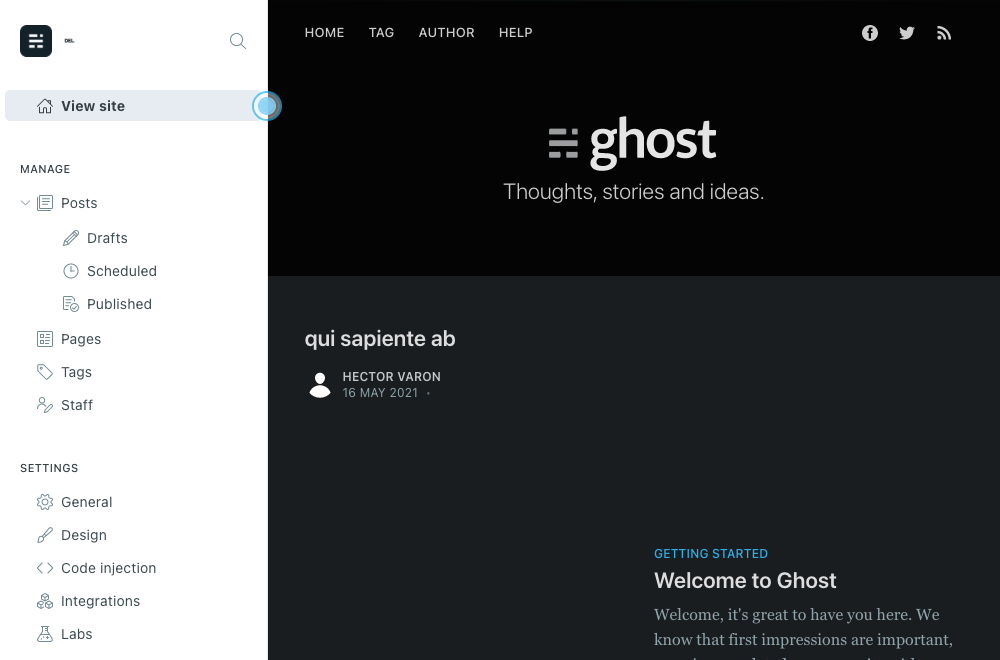 DEL
View site
MANAGE
Posts
Drafts
Scheduled
Published
Pages
Tags
Staff
SETTINGS
General
Design
Code injection
Integrations
Labs
HOME TAG AUTHOR HELP
ghost
Thoughts, stories and ideas.
qui sapiente ab
HECTOR VARON
16 MAY 2021 •
GETTING STARTED
Welcome to Ghost
Welcome, it's great to have you here. We
know that first impressions are important,